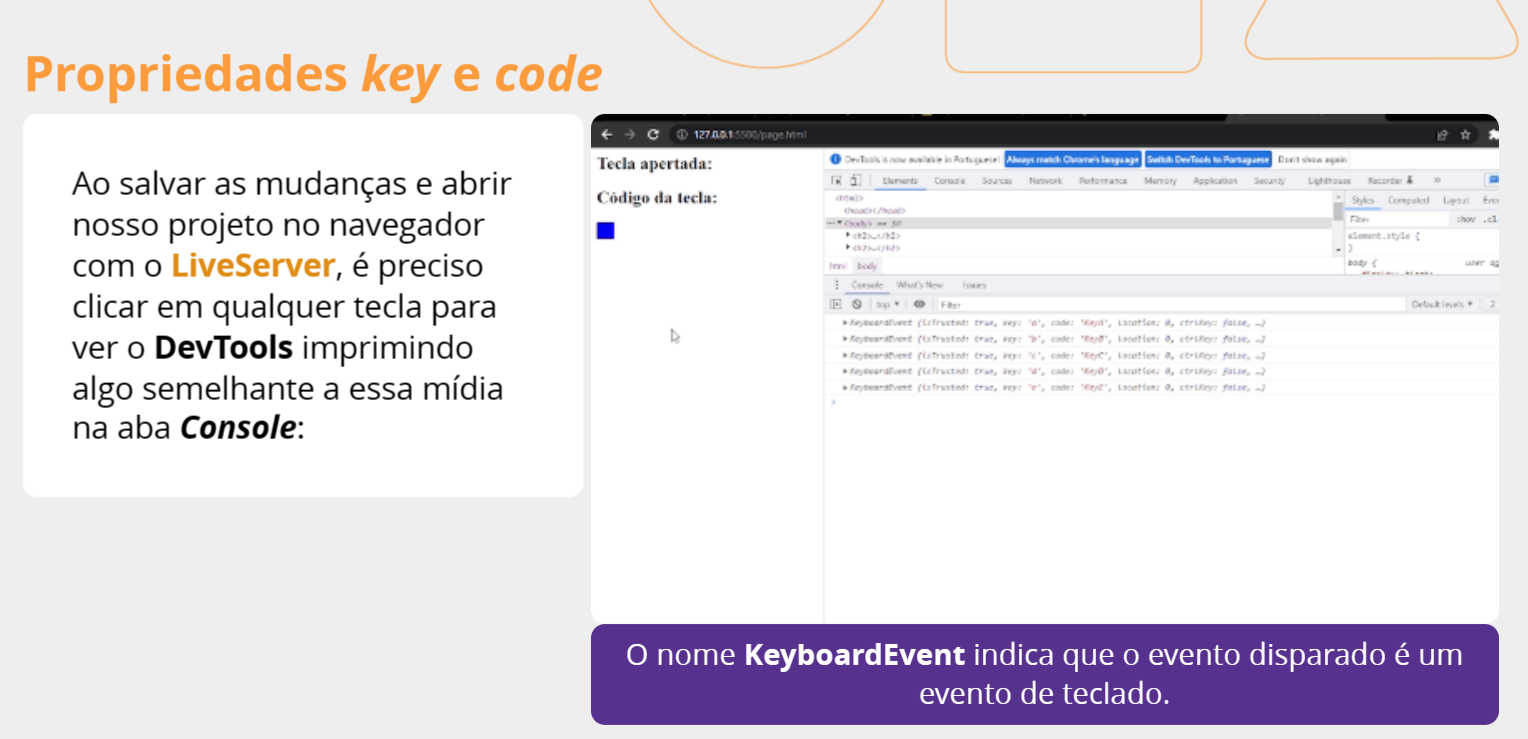 Propriedades key e code
Ao salvar as mudanças e abrir
nosso projeto no navegador
com o LiveServer, é preciso
clicar em qualquer tecla para
ver o DevTools imprimindo
algo semelhante a essa mídia
na aba Console:
127.0.0.1:5500/page.html
Tecla apertada:
Código da tecla:
DevTools is now available in Portuguese! Always match Chrome's language Switch DevTools to Portuguese Don't show again
Elements Console Sources Network Performance Memory Application Security Lighthouse Recorder
<html>
<head></head>
<body> == $0
<h2>…</h2>
<h2>…</h2>
html body
Styles Computed Layout
Filter :hov .cl
element.style {
}
body { user ag
Console What's New Issues
top Filter Default levels 2
KeyboardEvent {isTrusted: true, key: 'a', code: 'KeyA', location: 0, ctrlKey: false, …}
KeyboardEvent {isTrusted: true, key: 'b', code: 'KeyB', location: 0, ctrlKey: false, …}
KeyboardEvent {isTrusted: true, key: 'c', code: 'KeyC', location: 0, ctrlKey: false, …}
KeyboardEvent {isTrusted: true, key: 'd', code: 'KeyD', location: 0, ctrlKey: false, …}
KeyboardEvent {isTrusted: true, key: 'e', code: 'KeyE', location: 0, ctrlKey: false, …}
O nome KeyboardEvent indica que o evento disparado é um
evento de teclado.